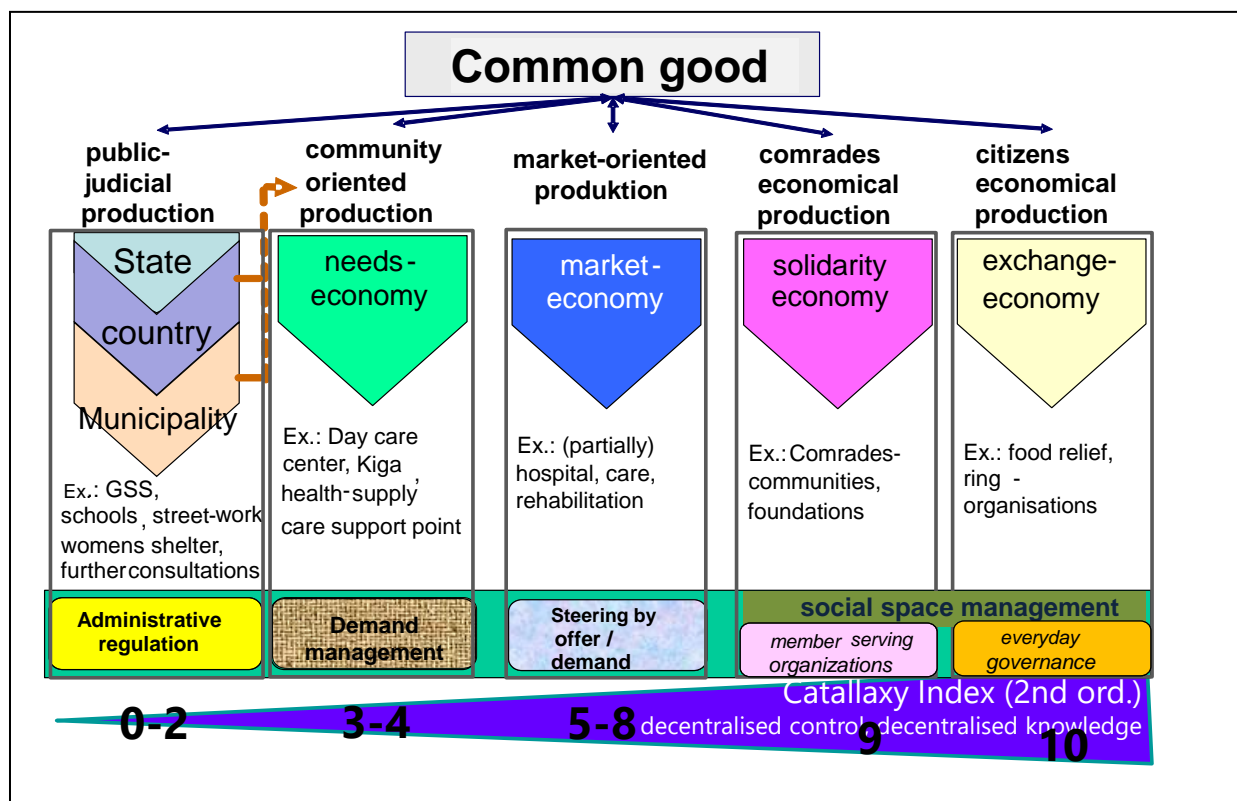 Common good
public-
judicial
production
community
oriented
production
market-oriented
produktion
comrades
economical
production
citizens
economical
production
State
country
Municipality
needs-
economy
market-
economy
solidarity
economy
exchange-
economy
Ex.: GSS,
schools, street-work
womens shelter,
further consultations
Ex.: Day care
center, Kiga,
health-supply
care support point
Ex.: (partially)
hospital, care,
rehabilitation
Ex.: Comrades-
communities,
foundations
Ex.: food relief,
ring -
organisations
Administrative
regulation
Demand
management
Steering by
offer /
demand
social space management
member serving
organizations
everyday
governance
Catallaxy Index (2nd ord.)
decentralised control, decentralised knowledge
0-2
3-4
5-8
9
10